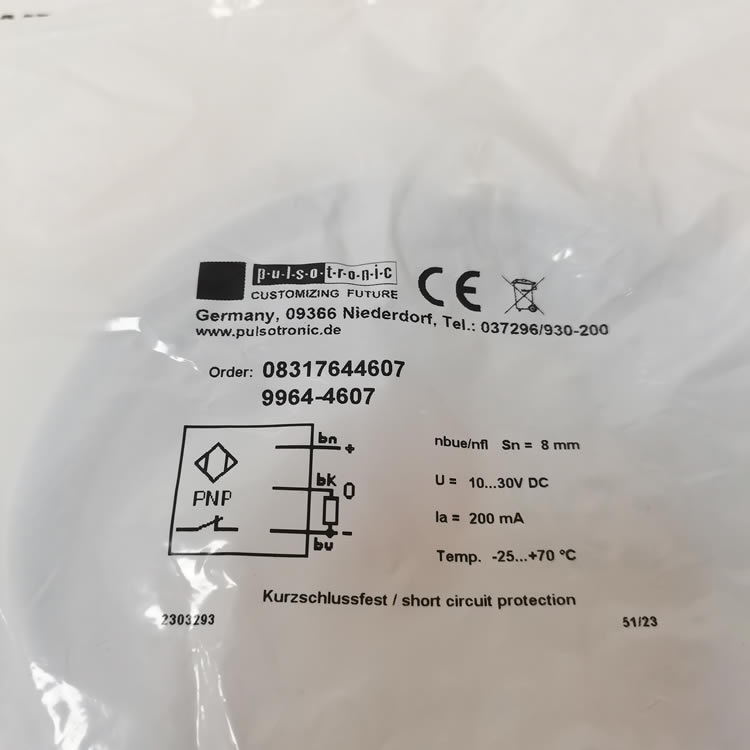 p·u·l·s·o·t·r·o·n·i·c
CUSTOMIZING FUTURE
CE
Germany, 09366 Niederdorf, Tel.: 037296/930-200
www.pulsotronic.de
Order: 08317644607
9964-4607
bn +
bk 0
PNP
bu -
nbue/nfl Sn = 8 mm
U = 10...30V DC
Ia = 200 mA
Temp. -25...+70 °C
Kurzschlussfest / short circuit protection
2303293
51/23